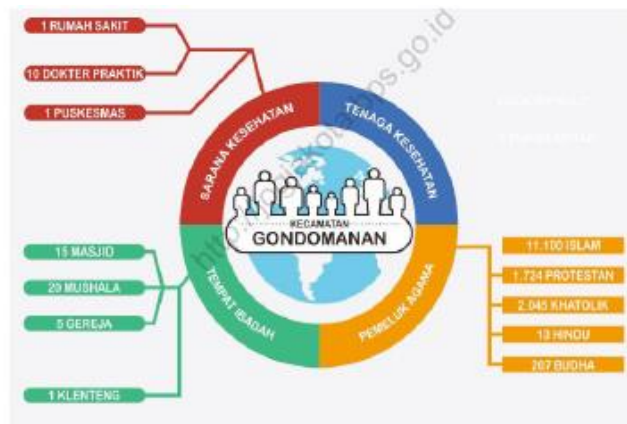 1 RUMAH SAKIT
10 DOKTER PRAKTIK
1 PUSKESMAS
SARANA KESEHATAN
TENAGA KESEHATAN
KECAMATAN
GONDOMANAN
TEMPAT IBADAH
PEMELUK AGAMA
15 MASJID
20 MUSHALA
5 GEREJA
1 KLENTENG
11.100 ISLAM
1.724 PROTESTAN
2.045 KHATOLIK
13 HINDU
207 BUDHA